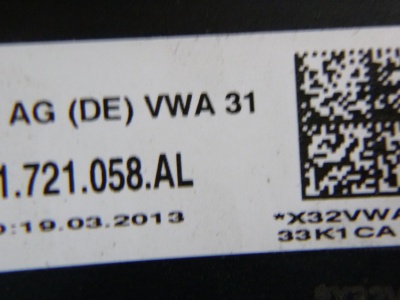 AG (DE) VWA 31
1.721.058.AL
:19.03.2013
*X32VWA
33K1CA